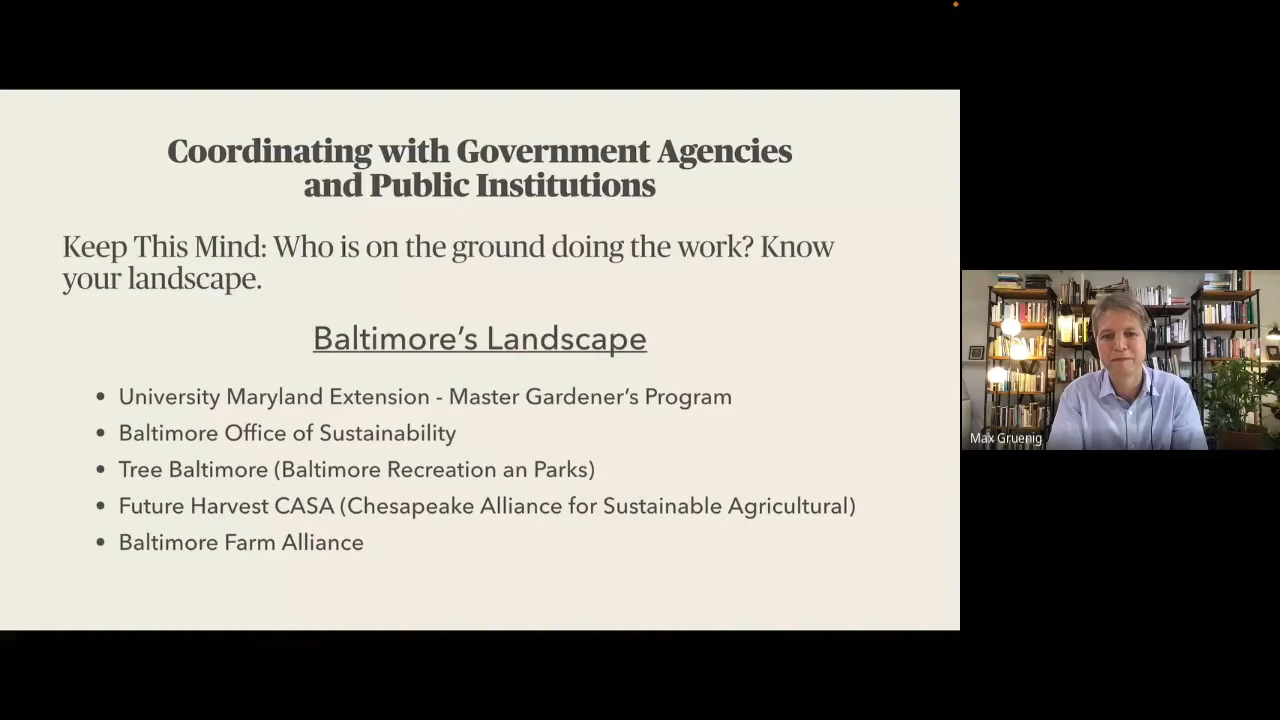 Coordinating with Government Agencies
and Public Institutions
Keep This Mind: Who is on the ground doing the work? Know
your landscape.
Baltimore’s Landscape
• University Maryland Extension - Master Gardener’s Program
• Baltimore Office of Sustainability
• Tree Baltimore (Baltimore Recreation an Parks)
• Future Harvest CASA (Chesapeake Alliance for Sustainable Agricultural)
• Baltimore Farm Alliance
Max Gruenig